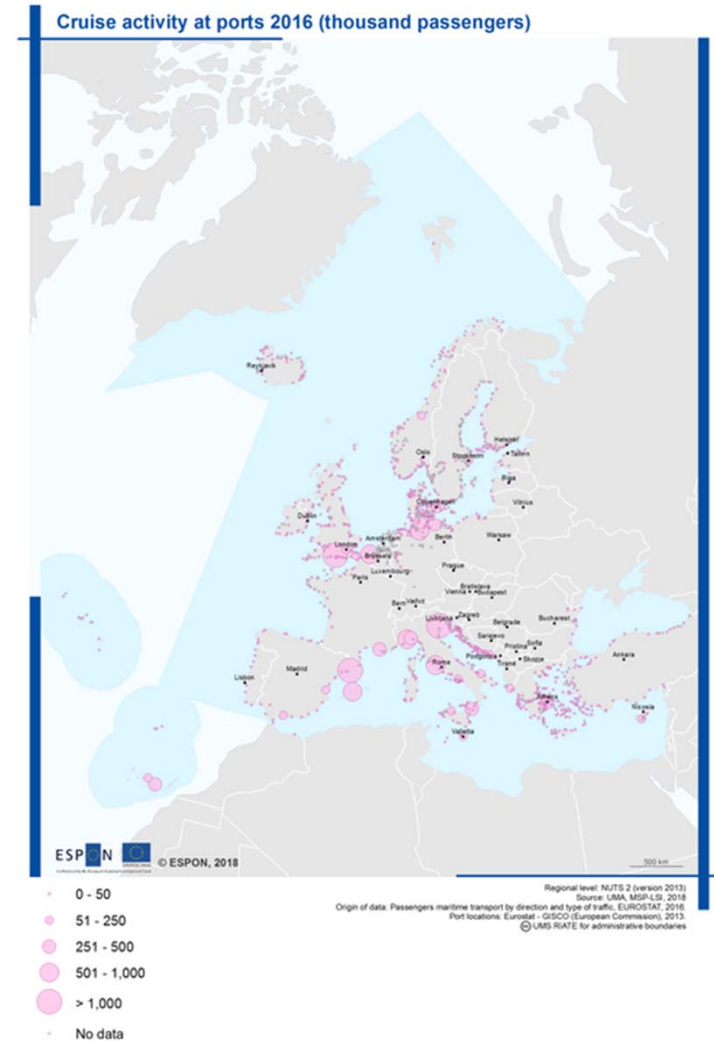 Cruise activity at ports 2016 (thousand passengers)
Reykjavik
Helsinki
Oslo
Stockholm
Tallinn
Riga
Copenhagen
Vilnius
Dublin
Amsterdam
Berlin
Warsaw
London
Brussels
Prague
Luxembourg
Paris
Bratislava
Vienna
Budapest
Bern
Vaduz
Ljubljana
Zagreb
Belgrade
Bucharest
Sarajevo
Pristina
Sofia
Podgorica
Skopje
Tirana
Rome
Ankara
Madrid
Lisbon
Athens
Nicosia
Valletta
ESPON
© ESPON, 2018
500 km
Regional level: NUTS 2 (version 2013)
Source: UMA, MSP-LSI, 2018
Origin of data: Passengers maritime transport by direction and type of traffic, EUROSTAT, 2016.
Port locations: Eurostat - GISCO (European Commission), 2013.
UMS RIATE for administrative boundaries
0 - 50
51 - 250
251 - 500
501 - 1,000
> 1,000
No data